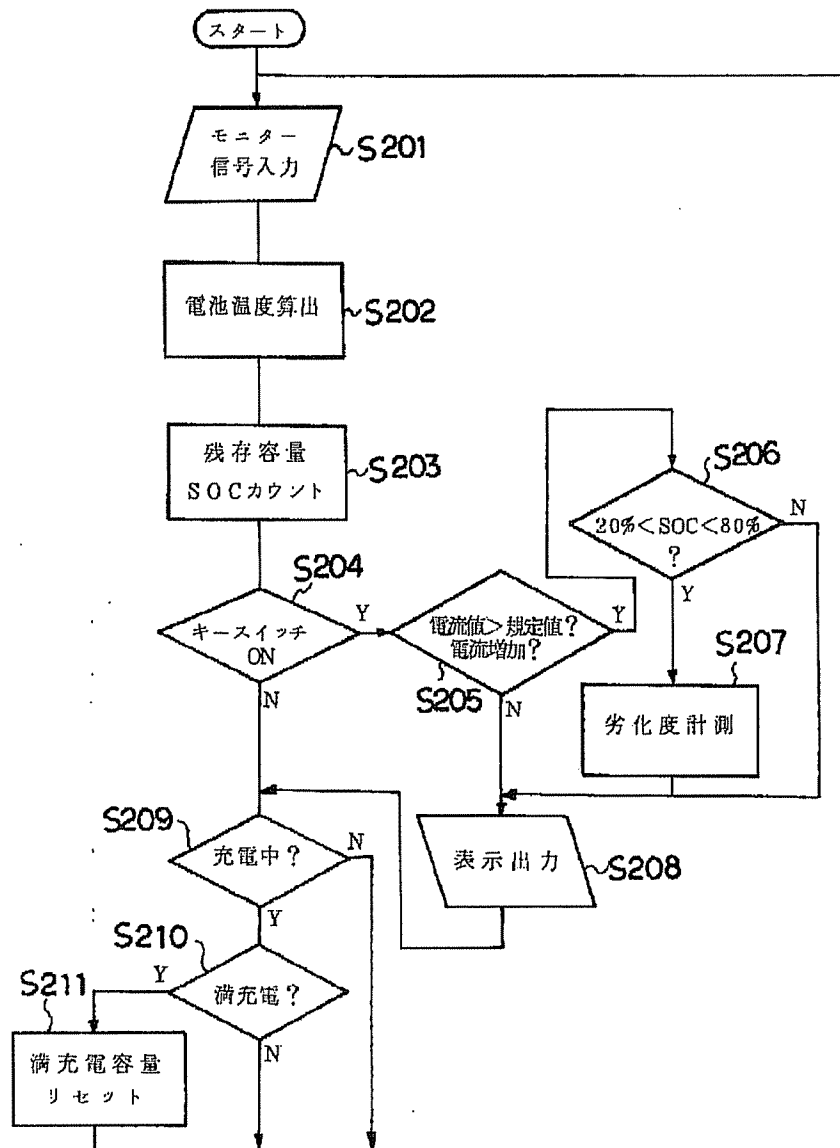 スタート
モニター
信号入力
S201
電池温度算出
S202
残存容量
SOCカウント
S203
キースイッチ
ON
S204
Y
N
電流値>規定値?
電流増加?
S205
Y
N
20%<SOC<80%
?
S206
N
Y
劣化度計測
S207
表示出力
S208
充電中?
S209
N
Y
満充電?
S210
Y
N
満充電容量
リセット
S211